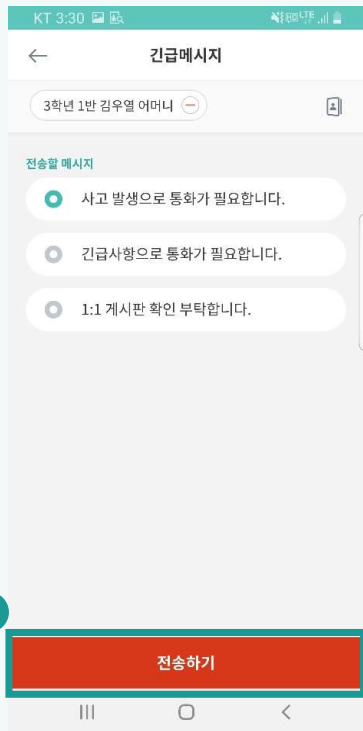 KT 3:30
긴급메시지
3학년 1반 김우열 어머니
전송할 메시지
사고 발생으로 통화가 필요합니다.
긴급사항으로 통화가 필요합니다.
1:1 게시판 확인 부탁합니다.
전송하기